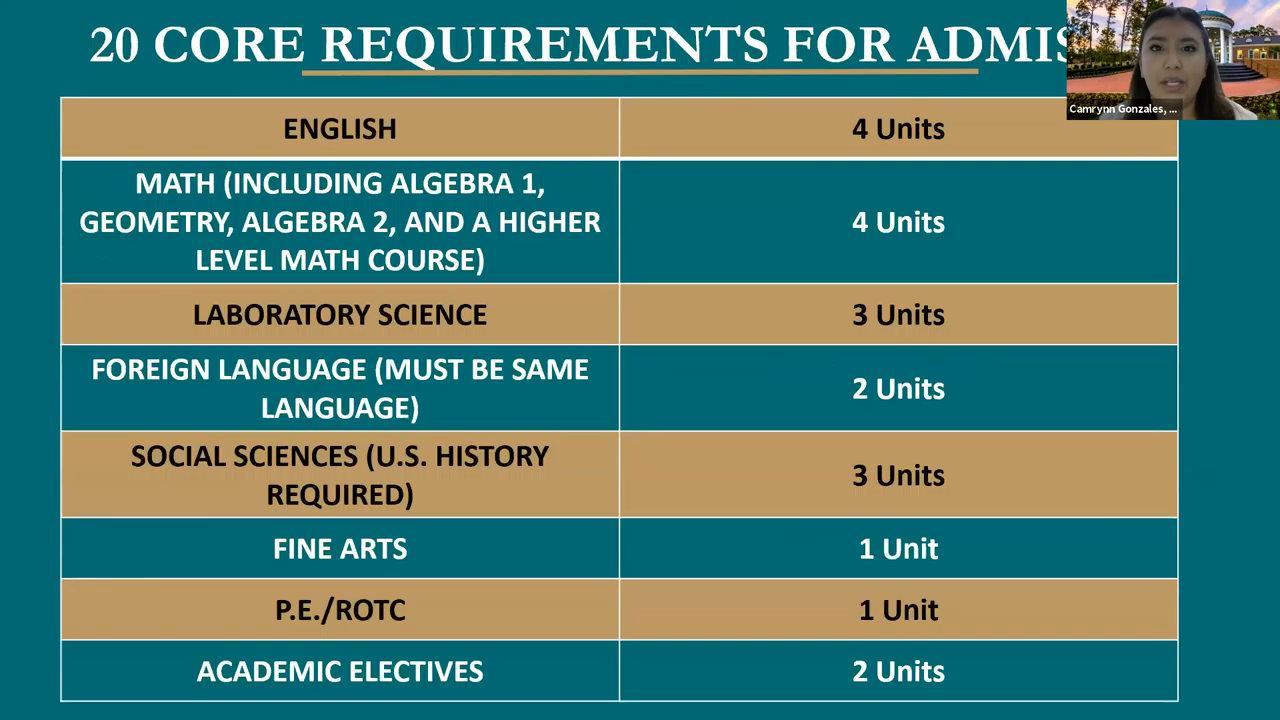 20 CORE REQUIREMENTS FOR ADMIS
Camrynn Gonzales, ...
ENGLISH
4 Units
MATH (INCLUDING ALGEBRA 1,
GEOMETRY, ALGEBRA 2, AND A HIGHER
LEVEL MATH COURSE)
4 Units
LABORATORY SCIENCE
3 Units
FOREIGN LANGUAGE (MUST BE SAME
LANGUAGE)
2 Units
SOCIAL SCIENCES (U.S. HISTORY
REQUIRED)
3 Units
FINE ARTS
1 Unit
P.E./ROTC
1 Unit
ACADEMIC ELECTIVES
2 Units